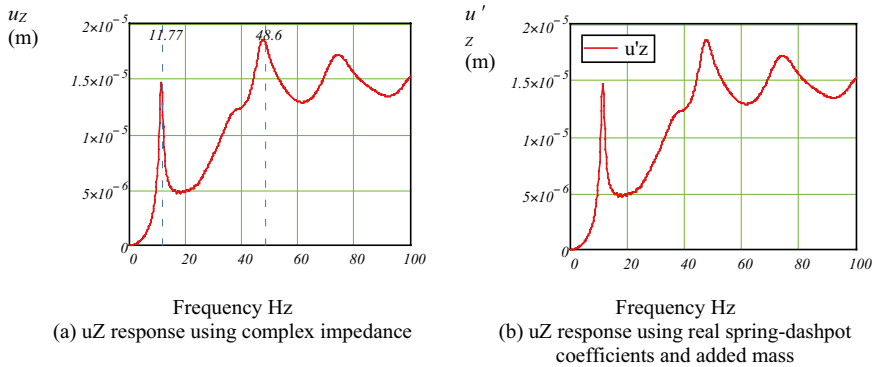 uZ
(m)
2×10⁻⁵
1.5×10⁻⁵
1×10⁻⁵
5×10⁻⁶
0
11.77
48.6
0 20 40 60 80 100
Frequency Hz
(a) uZ response using complex impedance
u '
Z
(m)
2×10⁻⁵
1.5×10⁻⁵
1×10⁻⁵
5×10⁻⁶
0
u'z
0 20 40 60 80 100
Frequency Hz
(b) uZ response using real spring-dashpot
coefficients and added mass